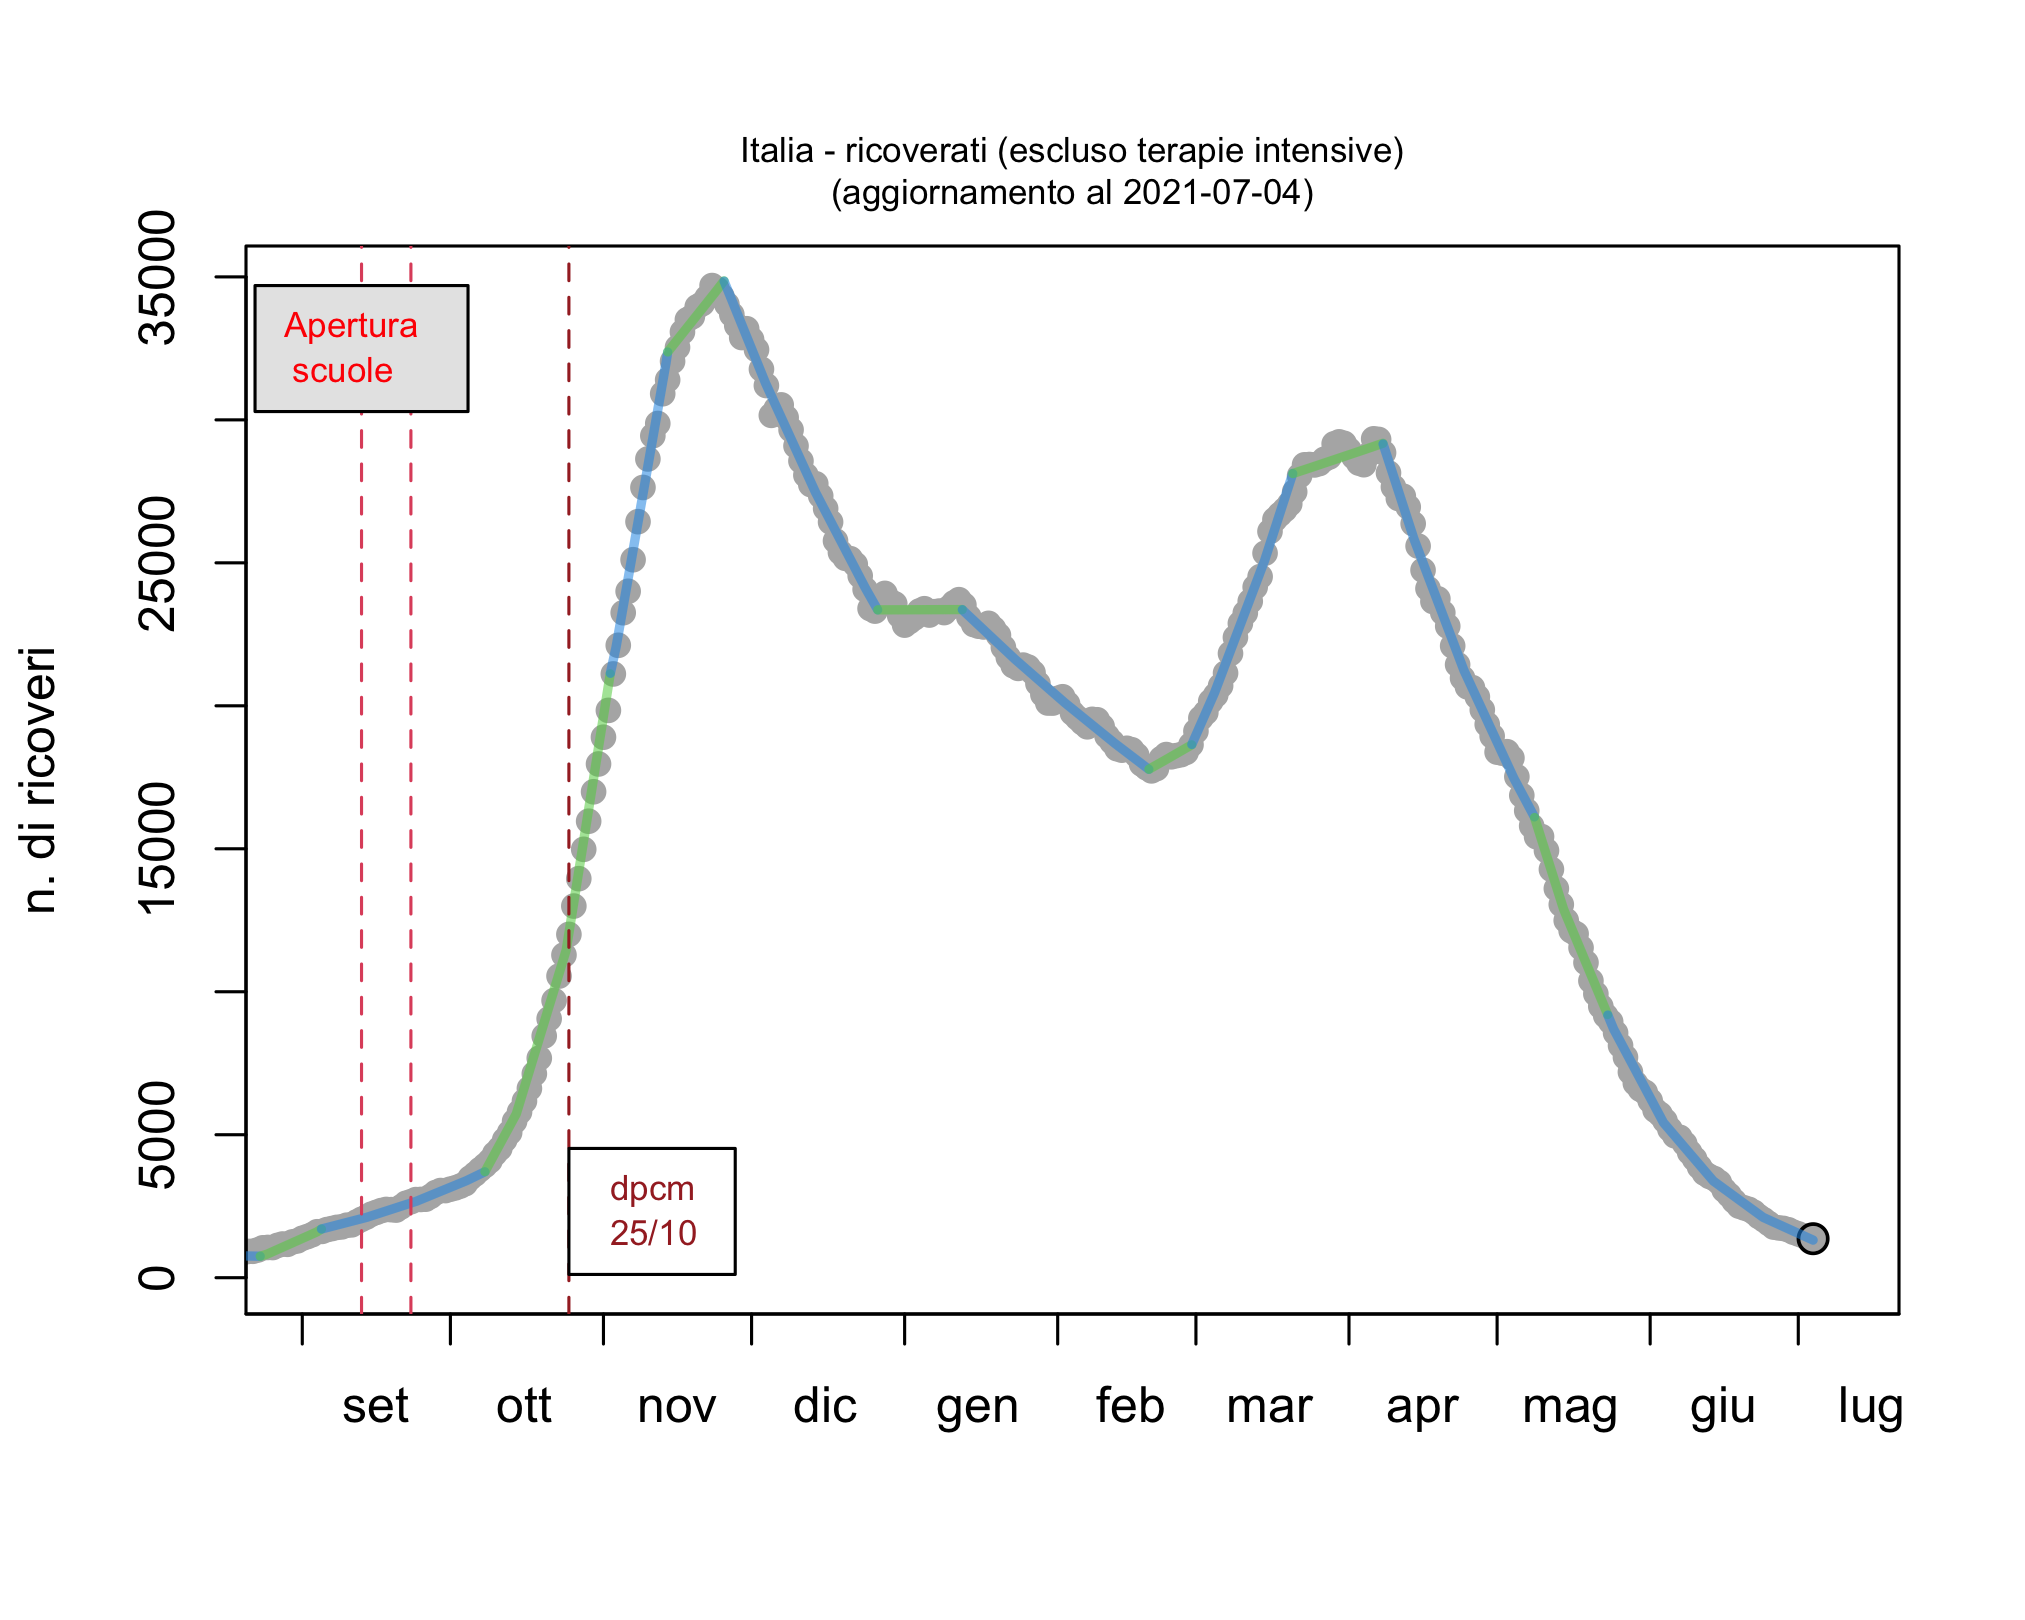 Italia - ricoverati (escluso terapie intensive)
(aggiornamento al 2021-07-04)
n. di ricoveri
35000
25000
15000
5000
0
Apertura
scuole
dpcm
25/10
set ott nov dic gen feb mar apr mag giu lug